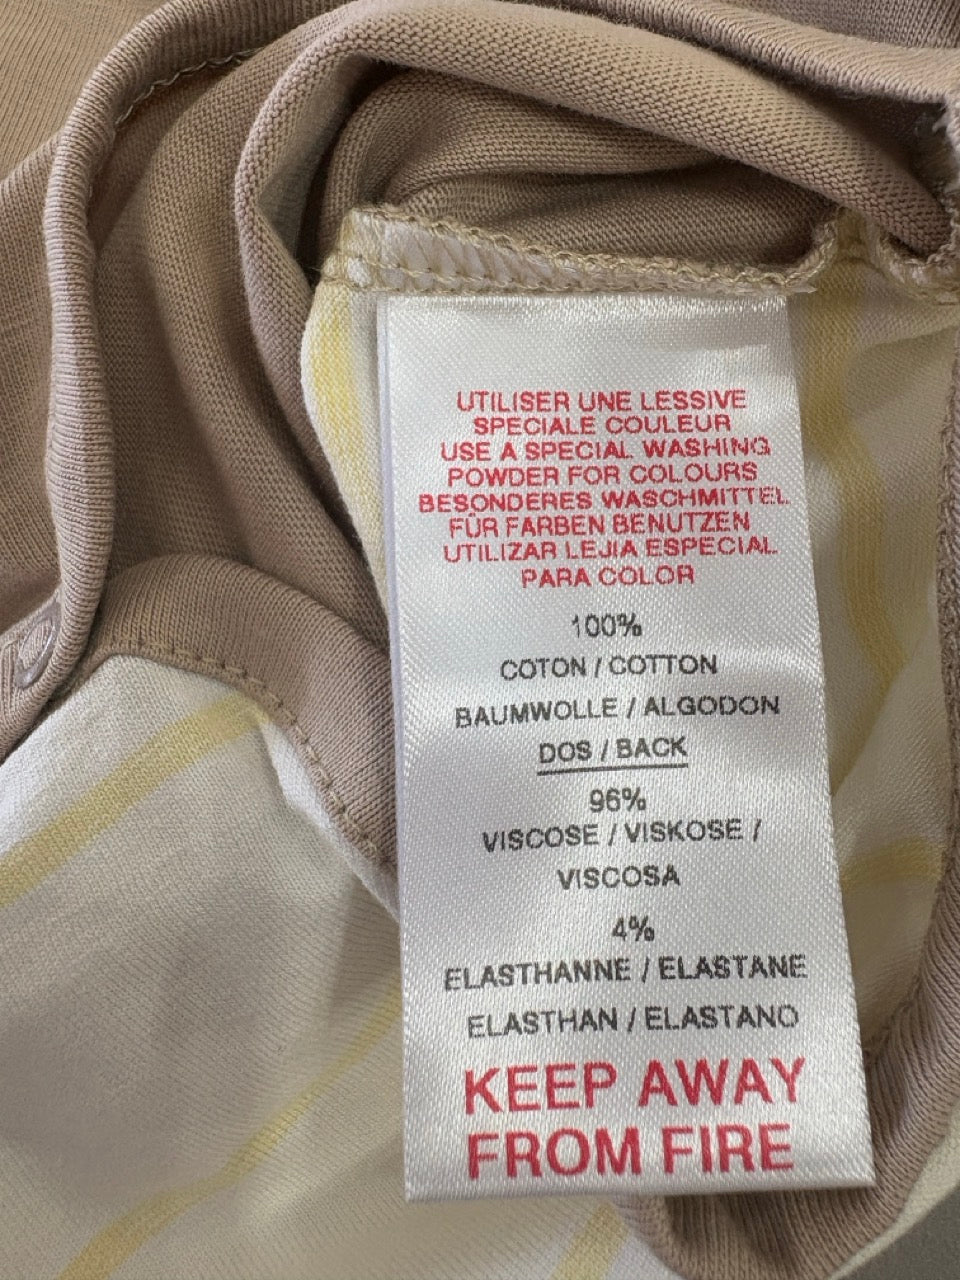 UTILISER UNE LESSIVE
SPECIALE COULEUR
USE A SPECIAL WASHING
POWDER FOR COLOURS
BESONDERES WASCHMITTEL
FÜR FARBEN BENUTZEN
UTILIZAR LEJIA ESPECIAL
PARA COLOR
100%
COTON / COTTON
BAUMWOLLE / ALGODON
DOS / BACK
96%
VISCOSE / VISKOSE /
VISCOSA
4%
ELASTHANNE / ELASTANE
ELASTHAN / ELASTANO
KEEP AWAY
FROM FIRE